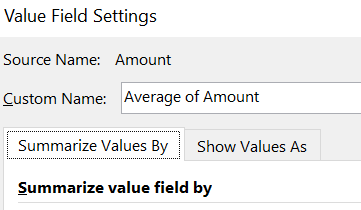 Value Field Settings
Source Name: Amount
Custom Name: Average of Amount
Summarize Values By Show Values As
Summarize value field by